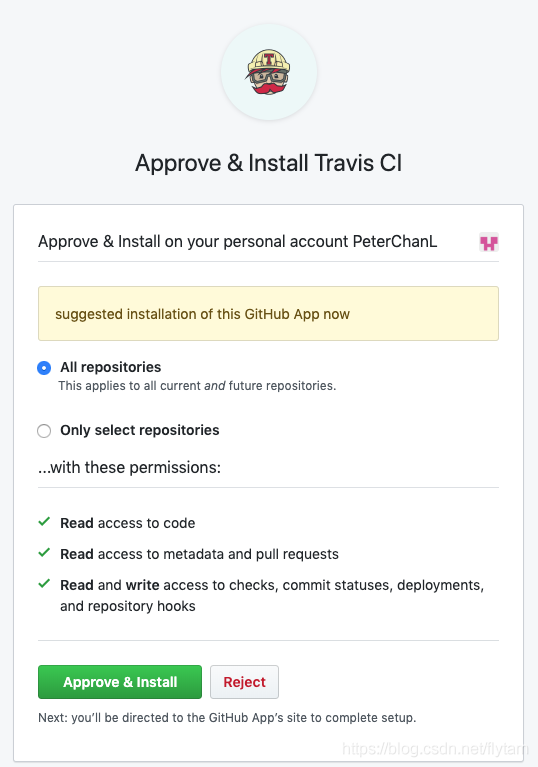 T
Approve & Install Travis CI
Approve & Install on your personal account PeterChanL
suggested installation of this GitHub App now
All repositories
This applies to all current and future repositories.
Only select repositories
...with these permissions:
Read access to code
Read access to metadata and pull requests
Read and write access to checks, commit statuses, deployments,
and repository hooks
Approve & Install Reject
Next: you’ll be directed to the GitHub App’s site to complete setup.
https://blog.csdn.net/flytam